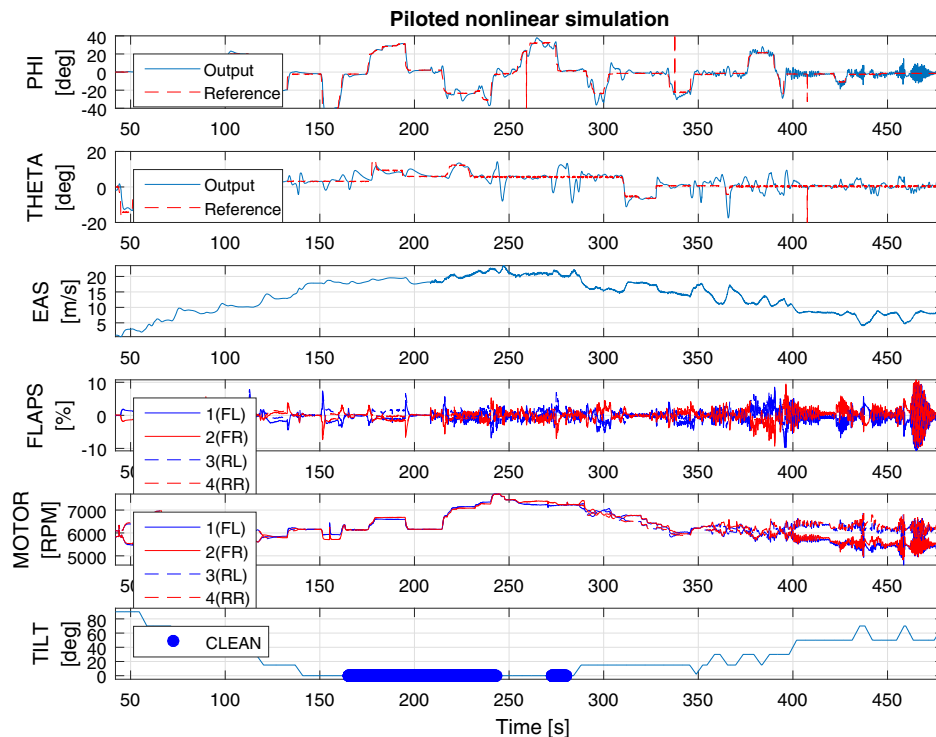 Piloted nonlinear simulation
PHI
[deg]
40
20
0
-20
-40
Output
Reference
50 100 150 200 250 300 350 400 450
THETA
[deg]
20
0
-20
Output
Reference
50 100 150 200 250 300 350 400 450
EAS
[m/s]
20
15
10
5
50 100 150 200 250 300 350 400 450
FLAPS
[%]
10
0
-10
1(FL)
2(FR)
3(RL)
4(RR)
50 100 150 200 250 300 350 400 450
MOTOR
[RPM]
7000
6000
5000
1(FL)
2(FR)
3(RL)
4(RR)
50 100 150 200 250 300 350 400 450
TILT
[deg]
80
60
40
20
0
CLEAN
50 100 150 200 250 300 350 400 450
Time [s]